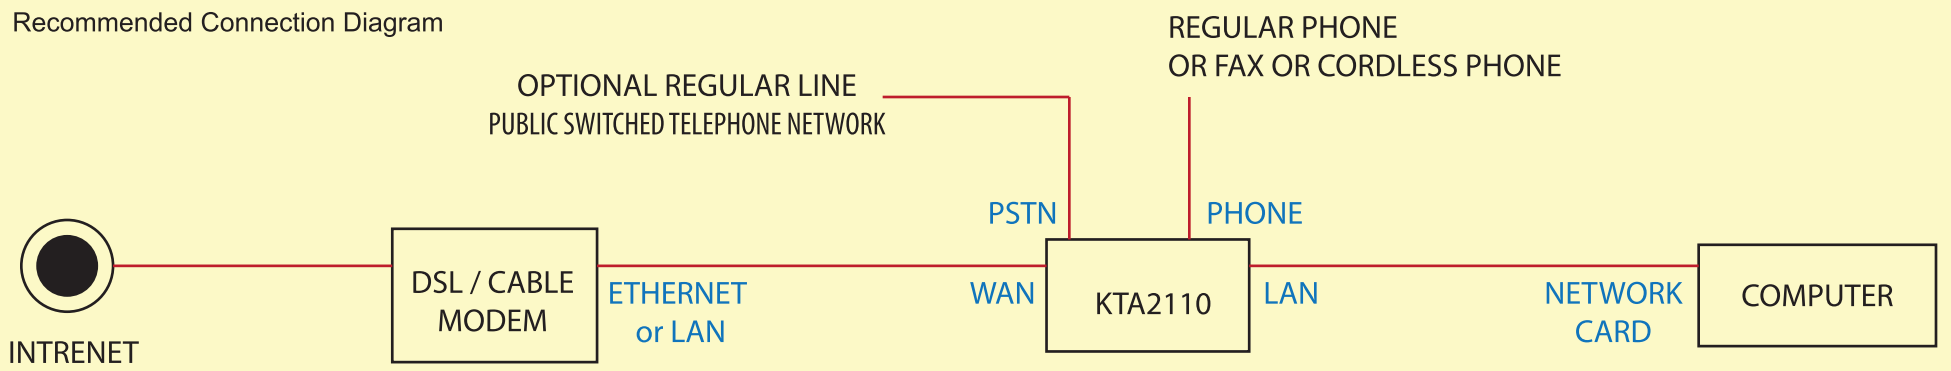 Recommended Connection Diagram
REGULAR PHONE
OR FAX OR CORDLESS PHONE
OPTIONAL REGULAR LINE
PUBLIC SWITCHED TELEPHONE NETWORK
PSTN
PHONE
INTRENET
DSL / CABLE
MODEM
ETHERNET
or LAN
WAN
KTA2110
LAN
NETWORK
CARD
COMPUTER